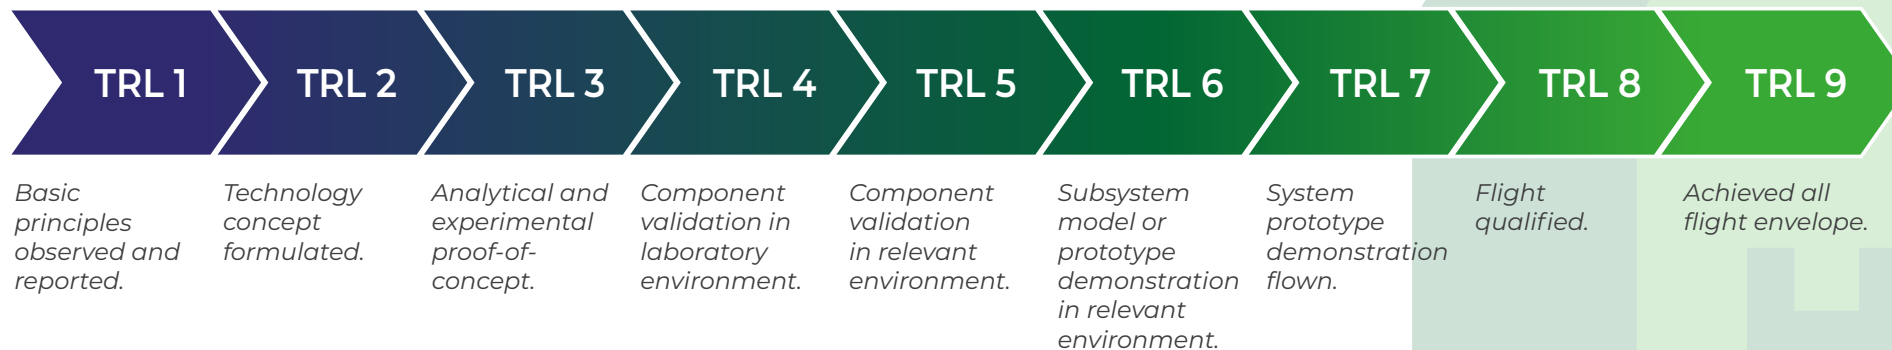 TRL 1
TRL 2
TRL 3
TRL 4
TRL 5
TRL 6
TRL 7
TRL 8
TRL 9
Basic
principles
observed and
reported.
Technology
concept
formulated.
Analytical and
experimental
proof-of-
concept.
Component
validation in
laboratory
environment.
Component
validation
in relevant
environment.
Subsystem
model or
prototype
demonstration
in relevant
environment.
System
prototype
demonstration
flown.
Flight
qualified.
Achieved all
flight envelope.